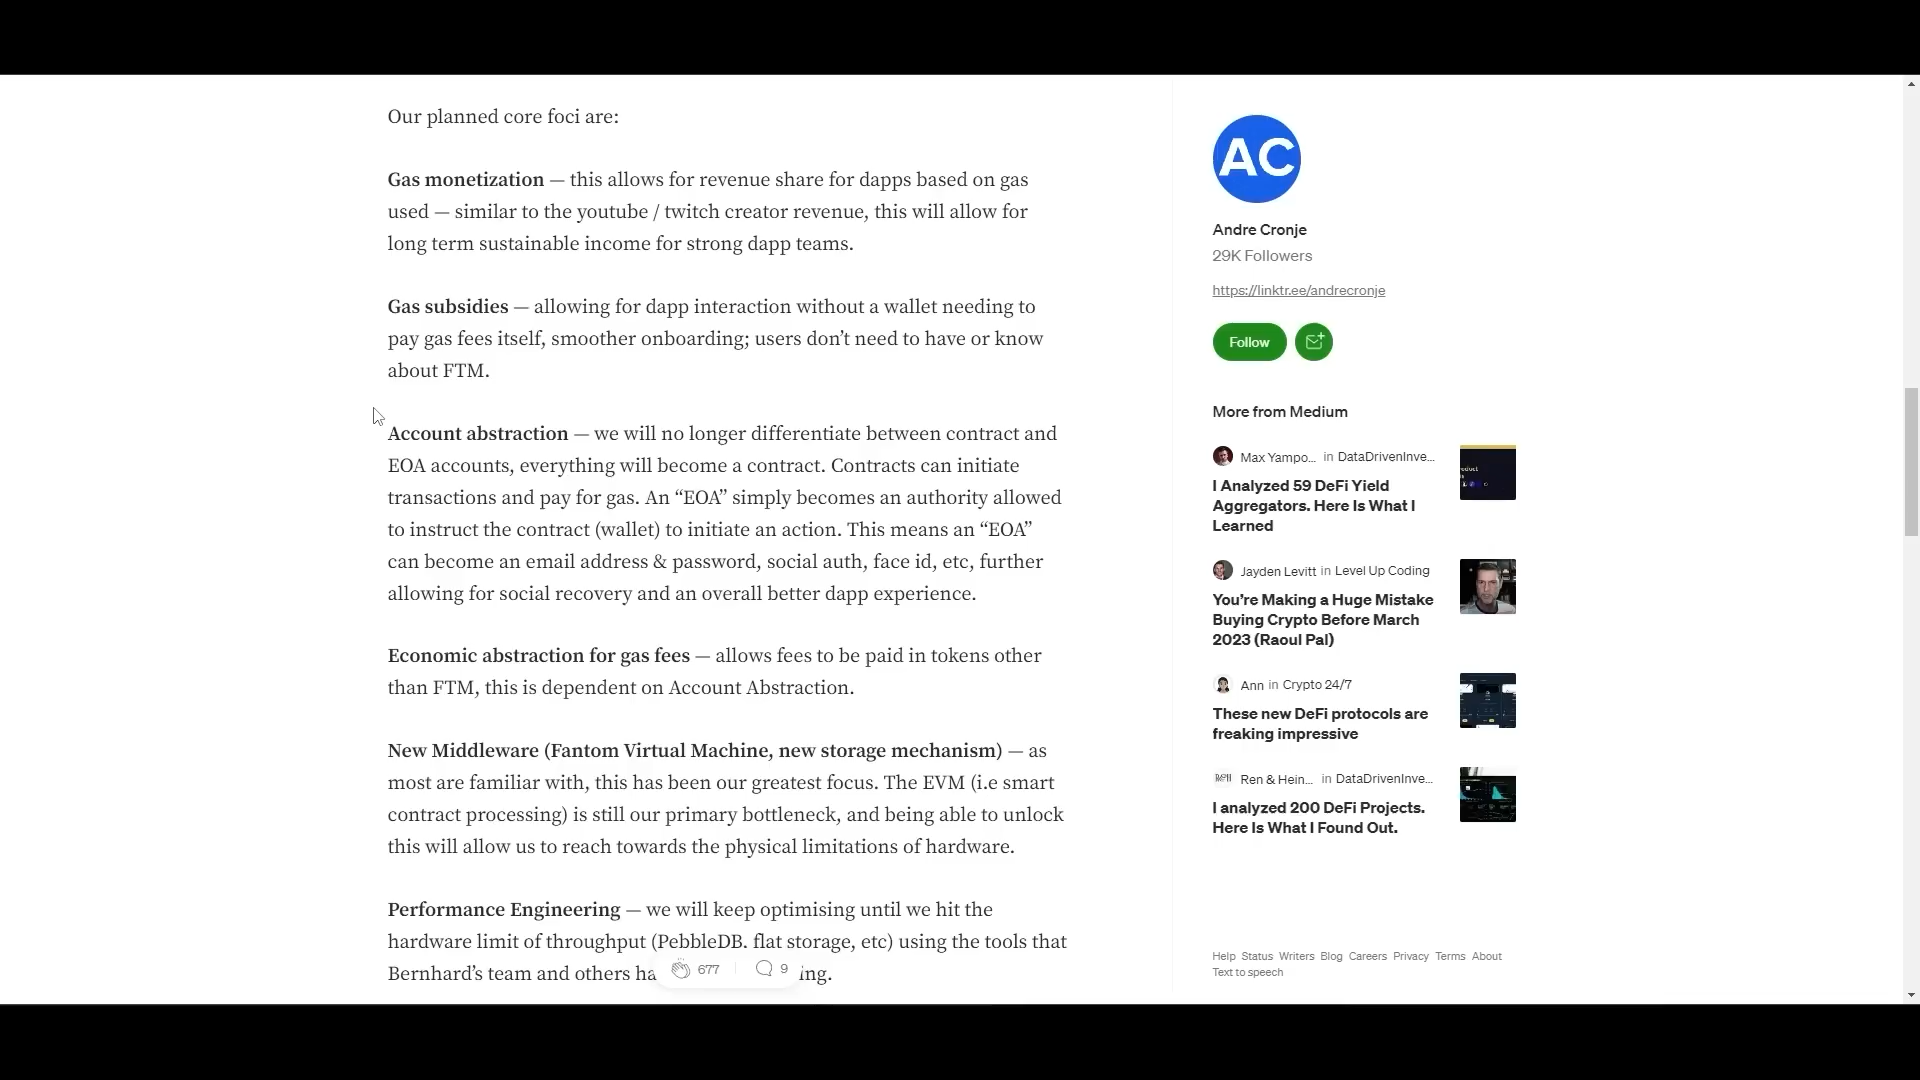 Our planned core foci are:
Gas monetization — this allows for revenue share for dapps based on gas
used — similar to the youtube / twitch creator revenue, this will allow for
long term sustainable income for strong dapp teams.
Gas subsidies — allowing for dapp interaction without a wallet needing to
pay gas fees itself, smoother onboarding; users don’t need to have or know
about FTM.
Account abstraction — we will no longer differentiate between contract and
EOA accounts, everything will become a contract. Contracts can initiate
transactions and pay for gas. An “EOA” simply becomes an authority allowed
to instruct the contract (wallet) to initiate an action. This means an “EOA”
can become an email address & password, social auth, face id, etc, further
allowing for social recovery and an overall better dapp experience.
Economic abstraction for gas fees — allows fees to be paid in tokens other
than FTM, this is dependent on Account Abstraction.
New Middleware (Fantom Virtual Machine, new storage mechanism) — as
most are familiar with, this has been our greatest focus. The EVM (i.e smart
contract processing) is still our primary bottleneck, and being able to unlock
this will allow us to reach towards the physical limitations of hardware.
Performance Engineering — we will keep optimising until we hit the
hardware limit of throughput (PebbleDB. flat storage, etc) using the tools that
Bernhard’s team and others ha ing.
677 9
AC
Andre Cronje
29K Followers
https://linktr.ee/andrecronje
Follow
More from Medium
Max Yampo... in DataDrivenInve...
I Analyzed 59 DeFi Yield
Aggregators. Here Is What I
Learned
Jayden Levitt in Level Up Coding
You’re Making a Huge Mistake
Buying Crypto Before March
2023 (Raoul Pal)
Ann in Crypto 24/7
These new DeFi protocols are
freaking impressive
Ren & Hein... in DataDrivenInve...
I analyzed 200 DeFi Projects.
Here Is What I Found Out.
Help Status Writers Blog Careers Privacy Terms About
Text to speech